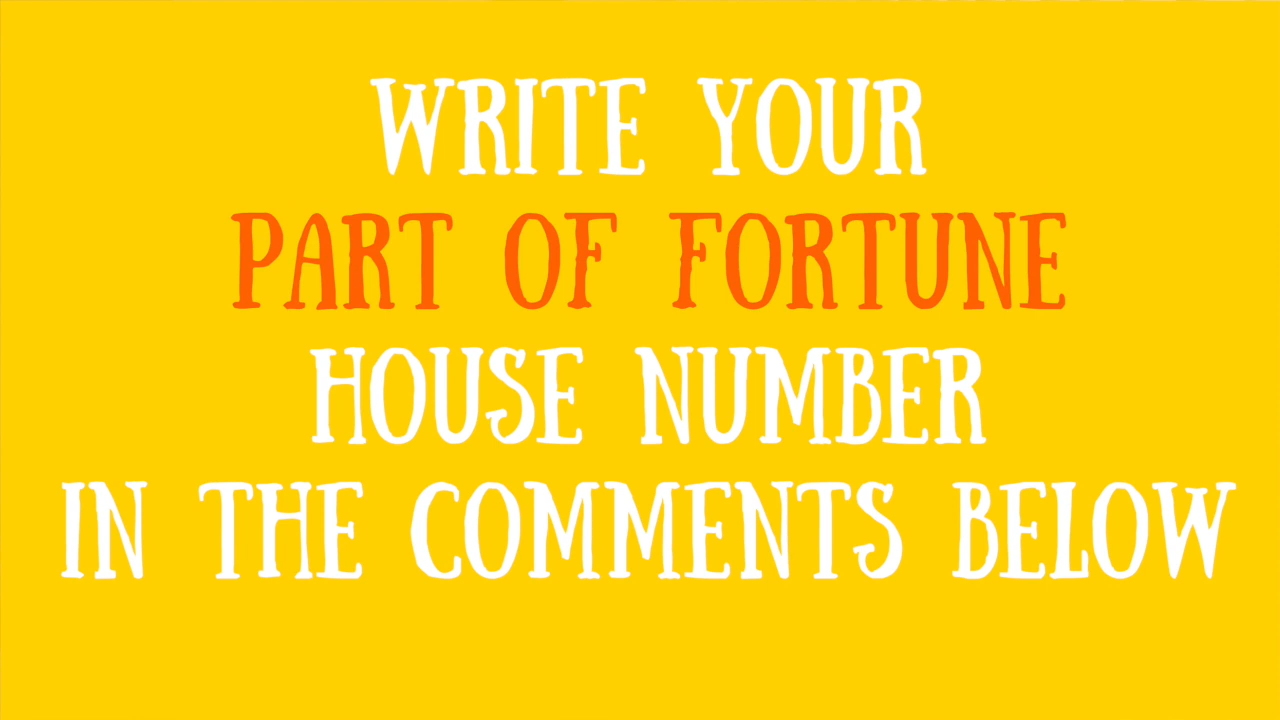 WRITE YOUR
PART OF FORTUNE
HOUSE NUMBER
IN THE COMMENTS BELOW